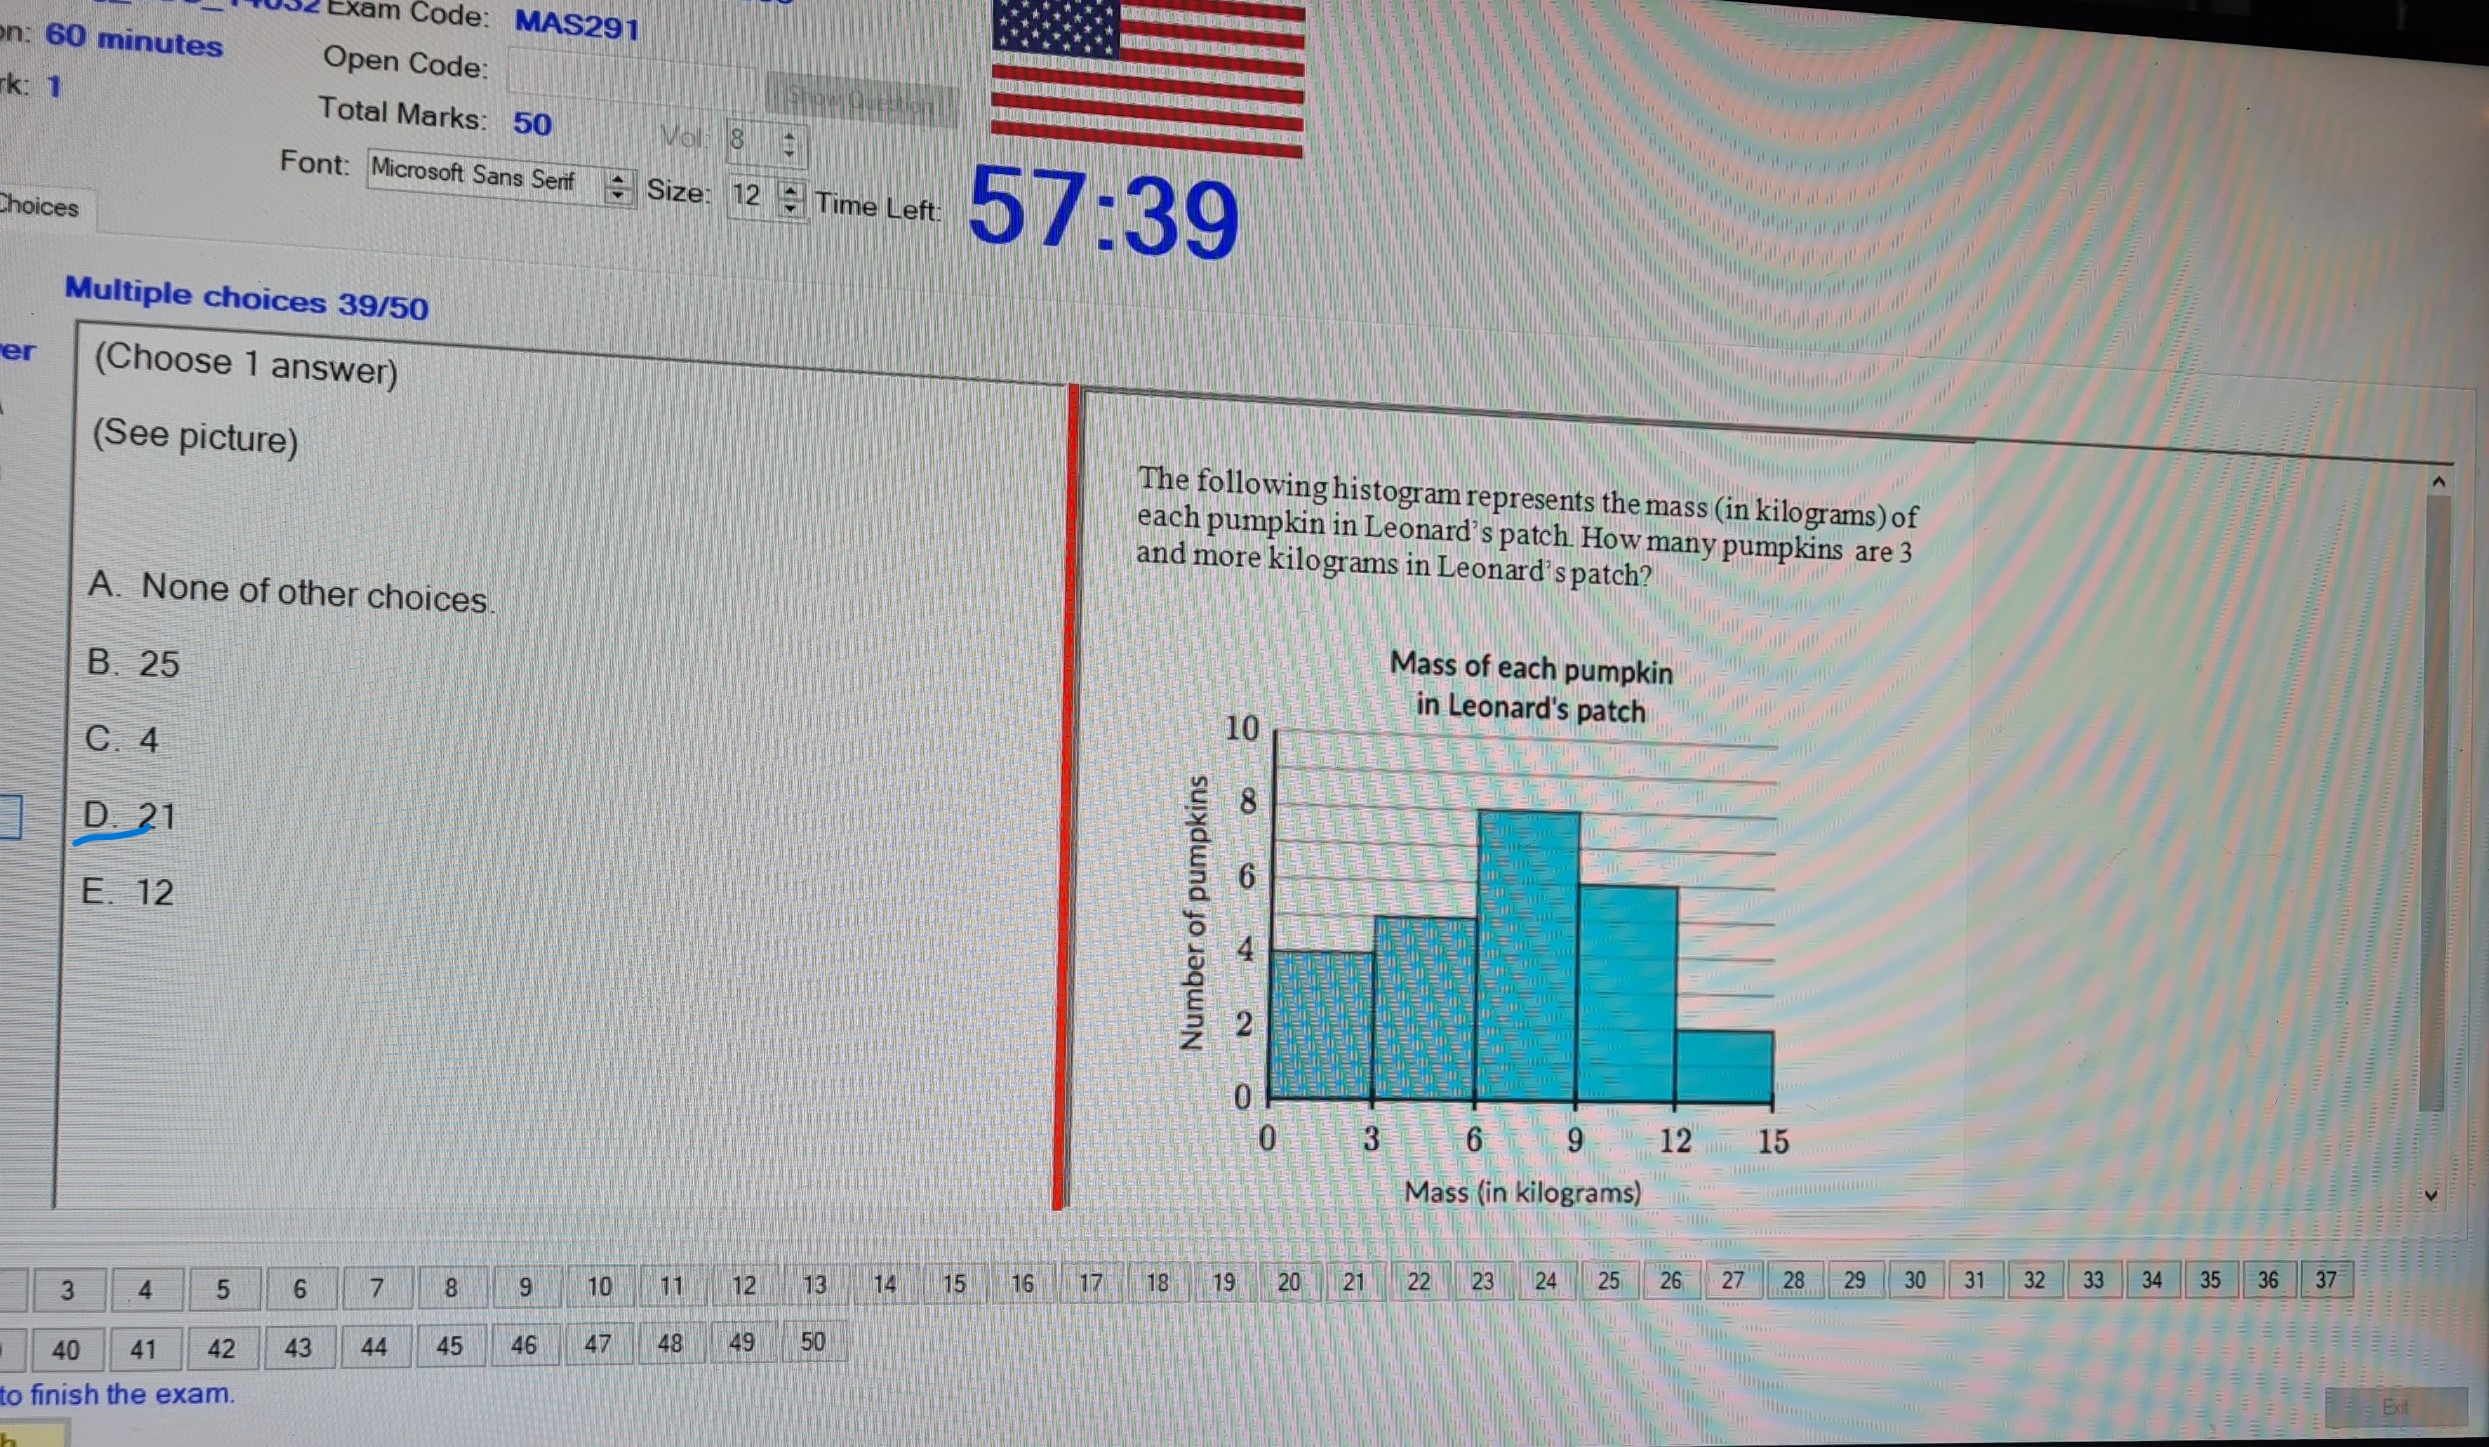 Exam Code: MAS291
60 minutes
Open Code:
Show Question
1
Total Marks: 50
Vol: 8
Font: Microsoft Sans Serif
Size: 12
Time Left: 57:39
Choices
Multiple choices 39/50
(Choose 1 answer)
(See picture)
A. None of other choices.
B. 25
C. 4
D. 21
E. 12
The following histogram represents the mass (in kilograms) of
each pumpkin in Leonard's patch. How many pumpkins are 3
and more kilograms in Leonard's patch?
Mass of each pumpkin
in Leonard's patch
Number of pumpkins
10
8
6
4
2
0
0 3 6 9 12 15
Mass (in kilograms)
3 4 5 6 7 8 9 10 11 12 13 14 15 16 17 18 19 20 21 22 23 24 25 26 27 28 29 30 31 32 33 34 35 36 37
40 41 42 43 44 45 46 47 48 49 50
to finish the exam.
Exit